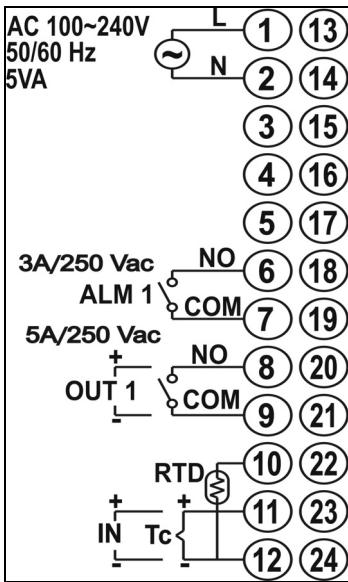 AC 100~240V L 1 13
50/60 Hz
5VA N 2 14
3 15
4 16
5 17
3A/250 Vac NO 6 18
ALM 1 COM 7 19
5A/250 Vac
+ NO 8 20
OUT 1 COM
- 9 21
RTD 10 22
+ + 11 23
IN Tc
- - 12 24